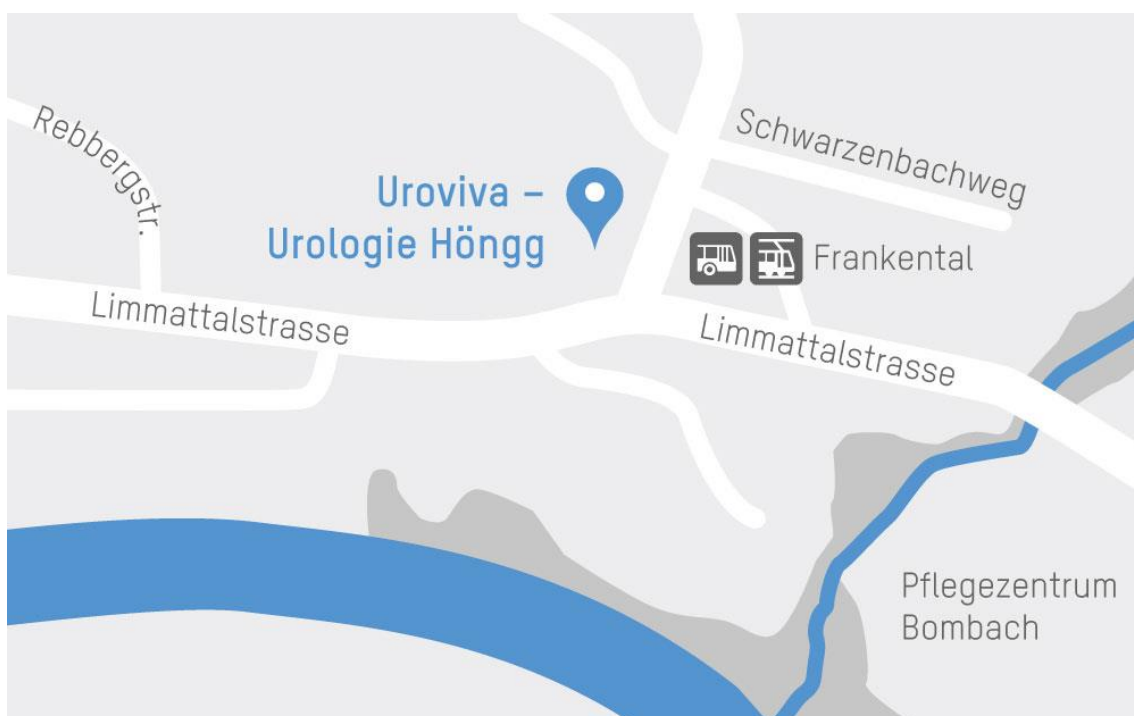 Rebbergstr.
Schwarzenbachweg
Uroviva –
Urologie Höngg
Frankental
Limmattalstrasse
Limmattalstrasse
Pflegezentrum
Bombach